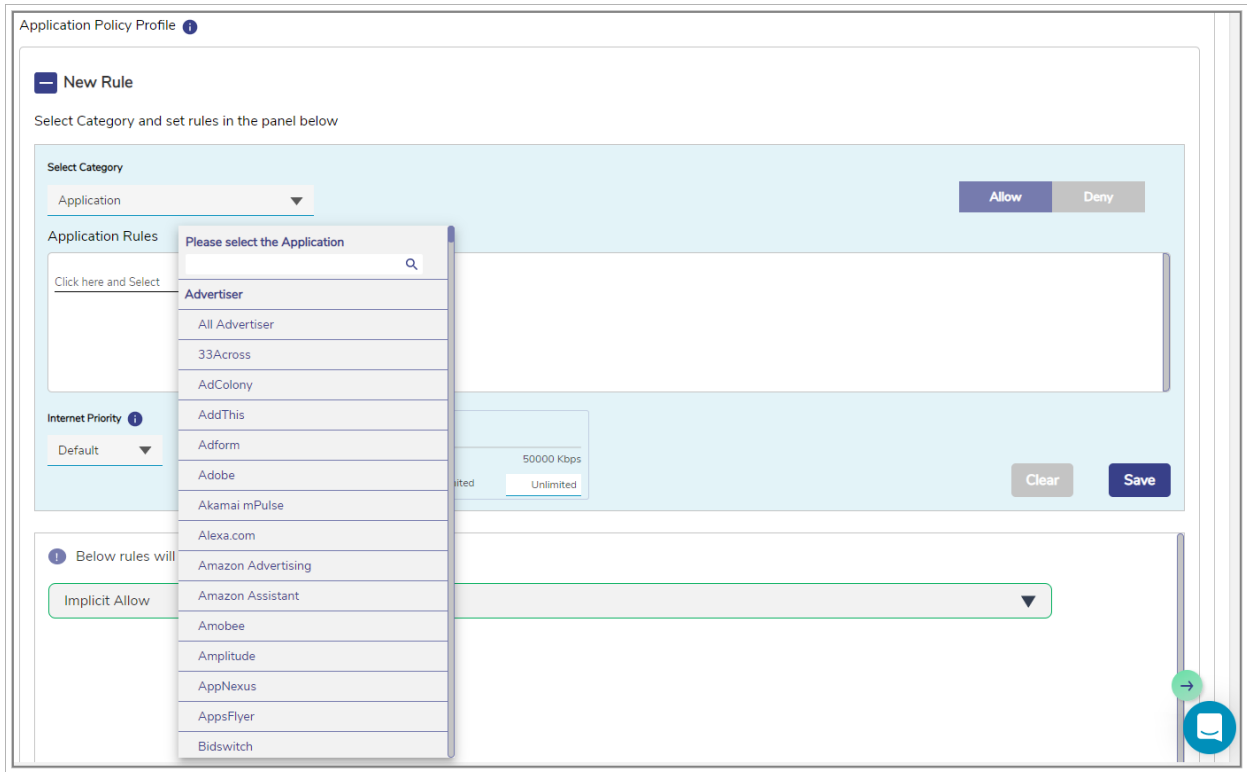 Application Policy Profile
New Rule
Select Category and set rules in the panel below
Select Category
Application
Allow
Deny
Application Rules
Click here and Select
Please select the Application
Advertiser
All Advertiser
33Across
AdColony
AddThis
Adform
Adobe
Akamai mPulse
Alexa.com
Amazon Advertising
Amazon Assistant
Amobee
Amplitude
AppNexus
AppsFlyer
Bidswitch
Internet Priority
Default
50000 Kbps
Unlimited
Clear
Save
Below rules will
Implicit Allow